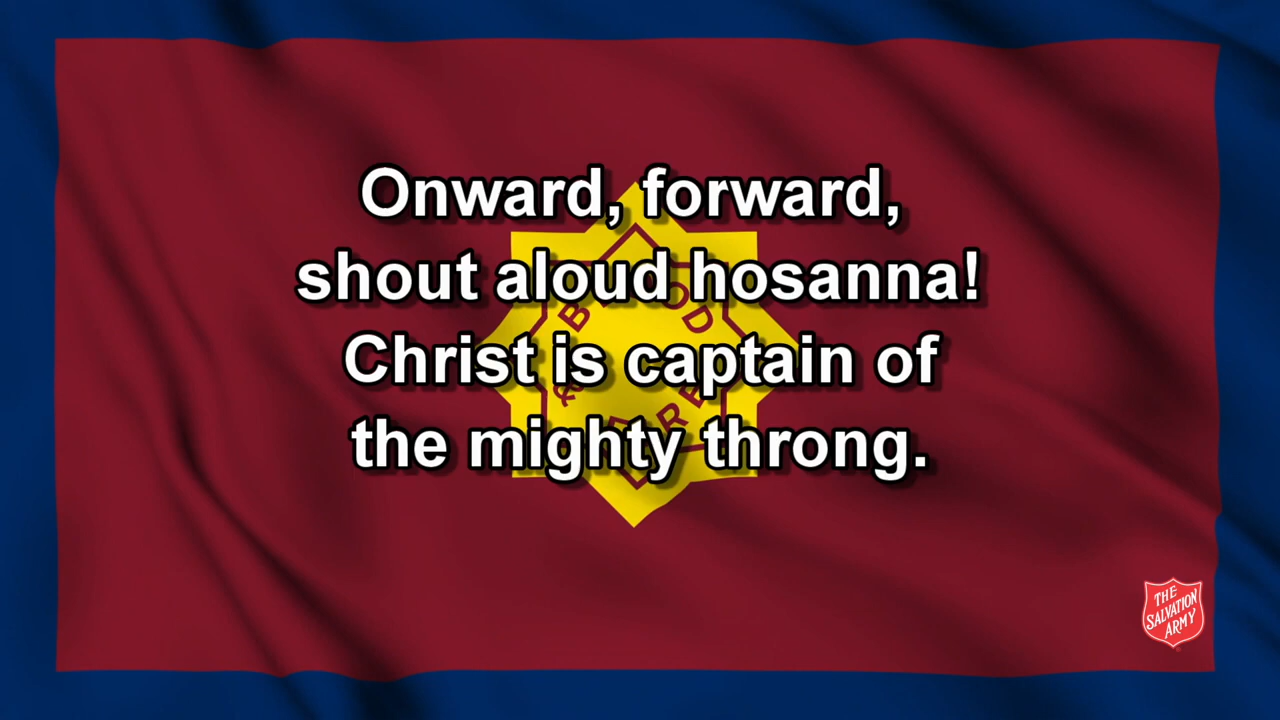 Onward, forward,
shout aloud hosanna!
Christ is captain of
the mighty throng.
THE
SALVATION
ARMY